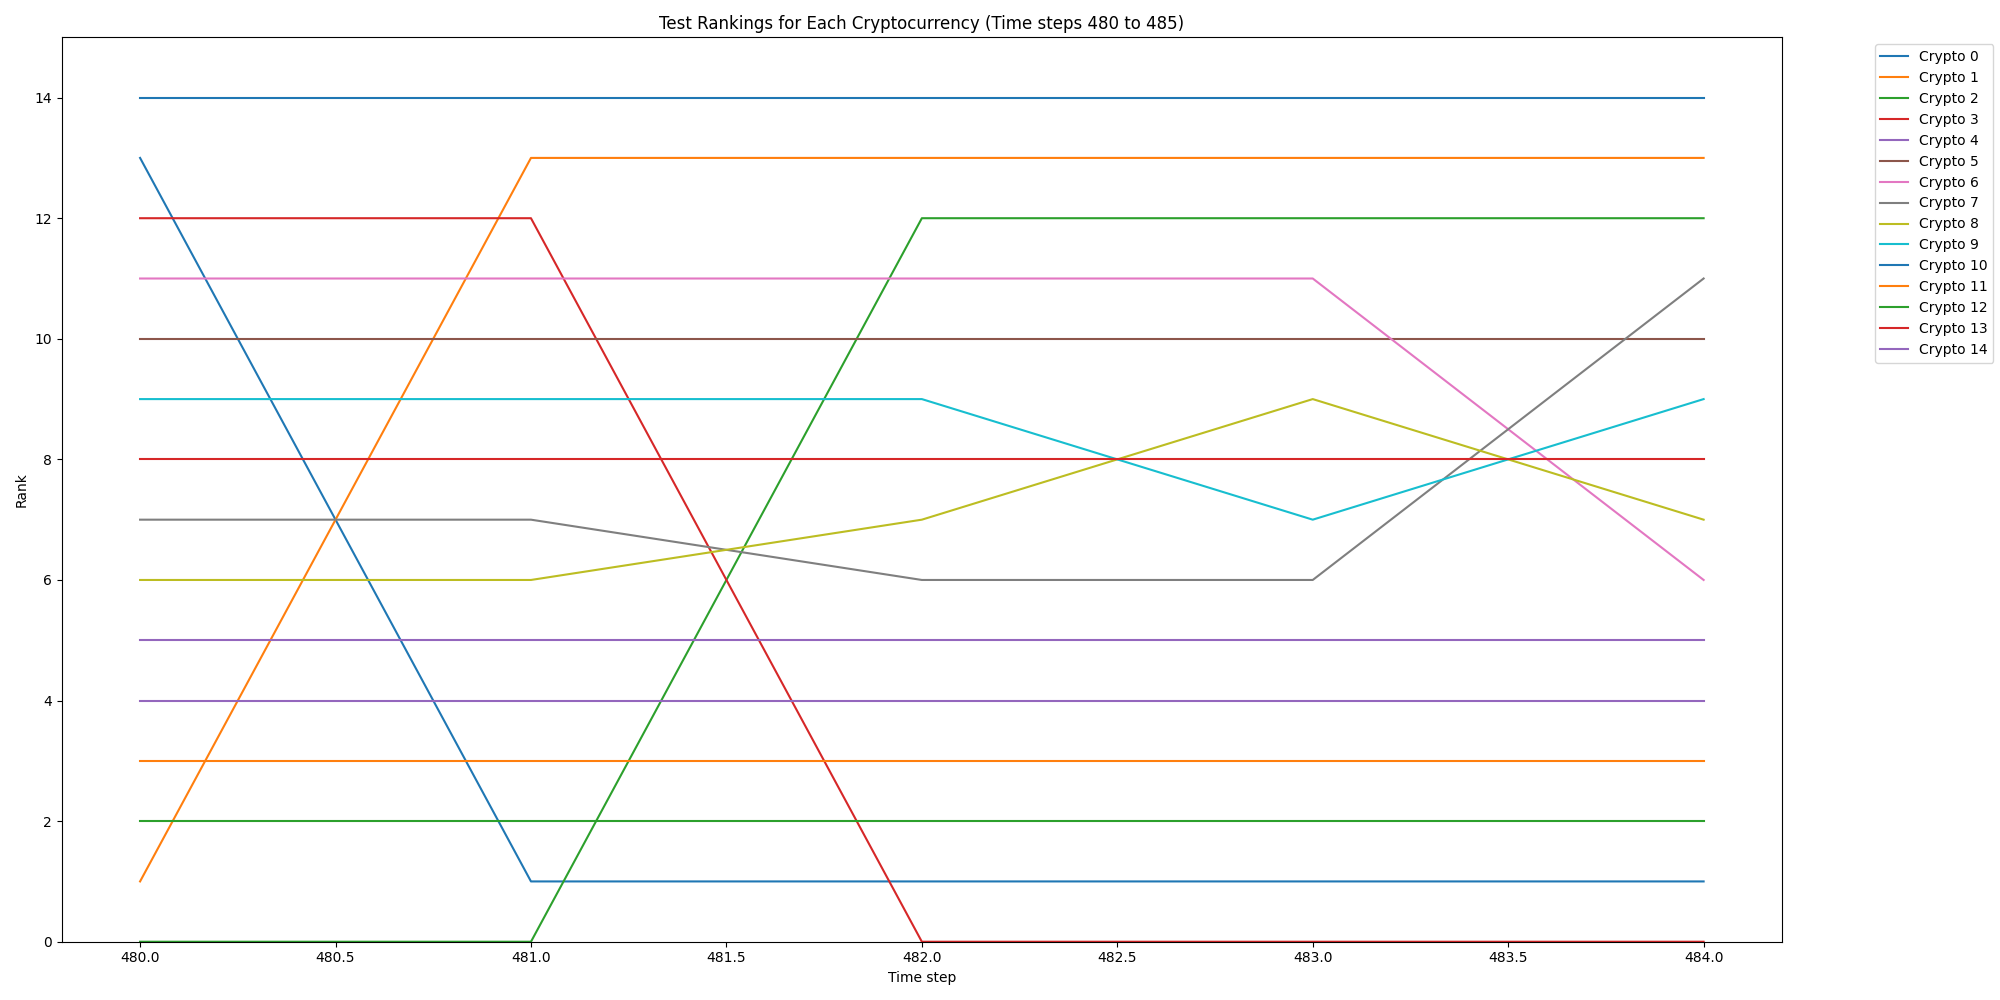 Test Rankings for Each Cryptocurrency (Time steps 480 to 485)
14
12
10
8
6
4
2
0
Rank
480.0 480.5 481.0 481.5 482.0 482.5 483.0 483.5 484.0
Time step
Crypto 0
Crypto 1
Crypto 2
Crypto 3
Crypto 4
Crypto 5
Crypto 6
Crypto 7
Crypto 8
Crypto 9
Crypto 10
Crypto 11
Crypto 12
Crypto 13
Crypto 14